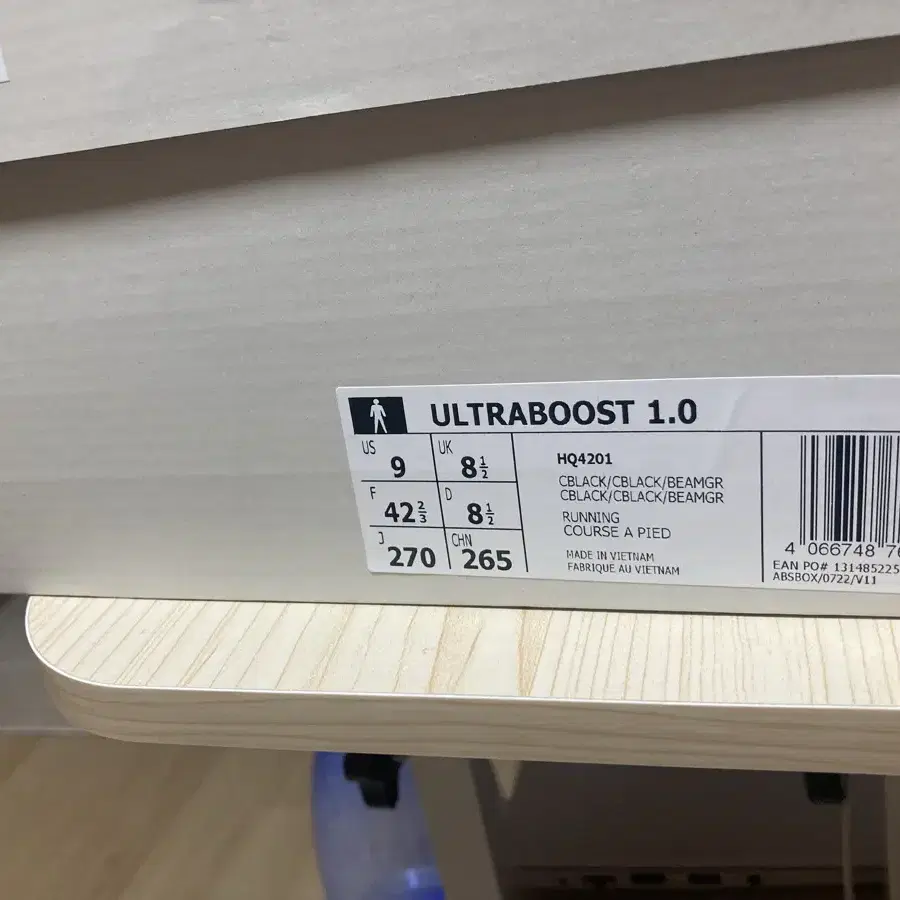 ULTRABOOST 1.0
US 9 UK 8½
F 42⅔ D 8½
J 270 CHN 265
HQ4201
CBLACK/CBLACK/BEAMGR
CBLACK/CBLACK/BEAMGR
RUNNING
COURSE A PIED
MADE IN VIETNAM
FABRIQUE AU VIETNAM
4 066748 76
EAN PO# 131485225
ABSBOX/0722/V11